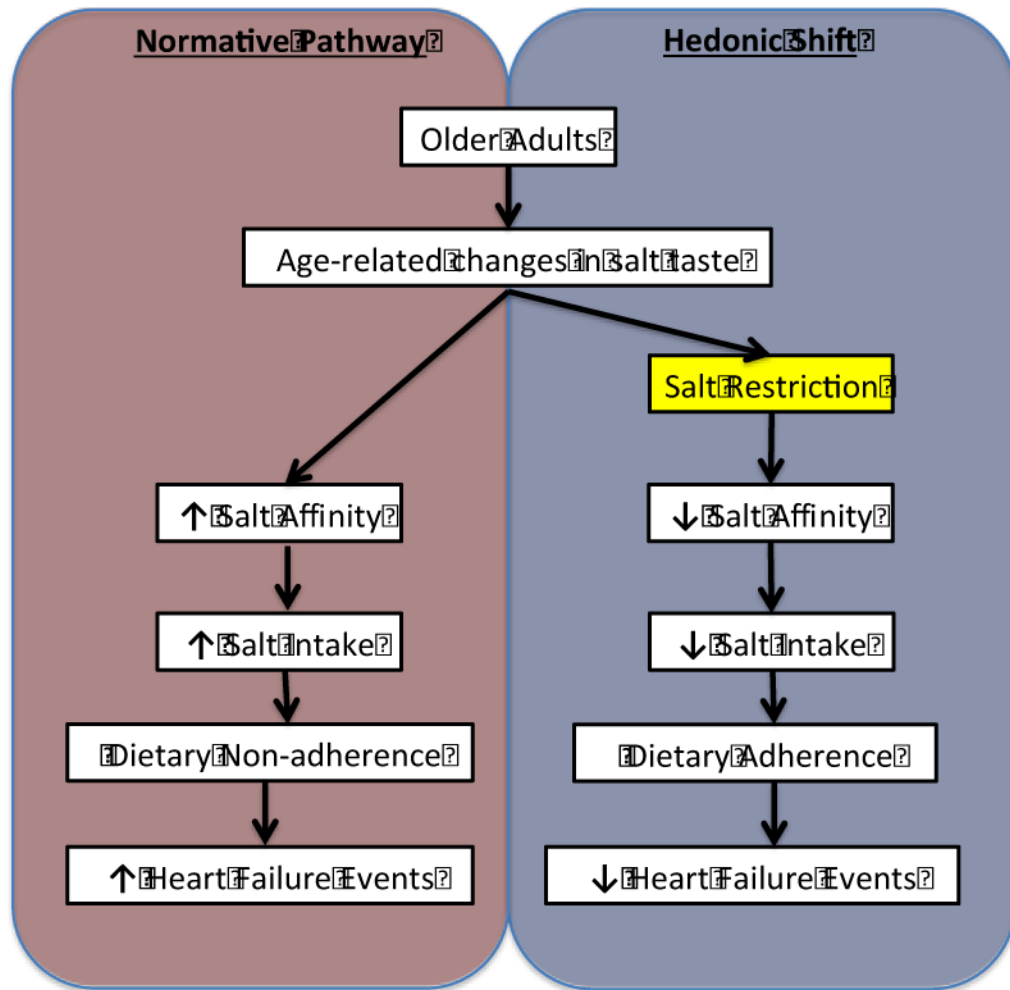 Normative Pathway
Hedonic Shift
Older Adults
Age-related changes in salt taste
Salt Restriction
↑ Salt Affinity
↓ Salt Affinity
↑ Salt Intake
↓ Salt Intake
Dietary Non-adherence
Dietary Adherence
↑ Heart Failure Events
↓ Heart Failure Events